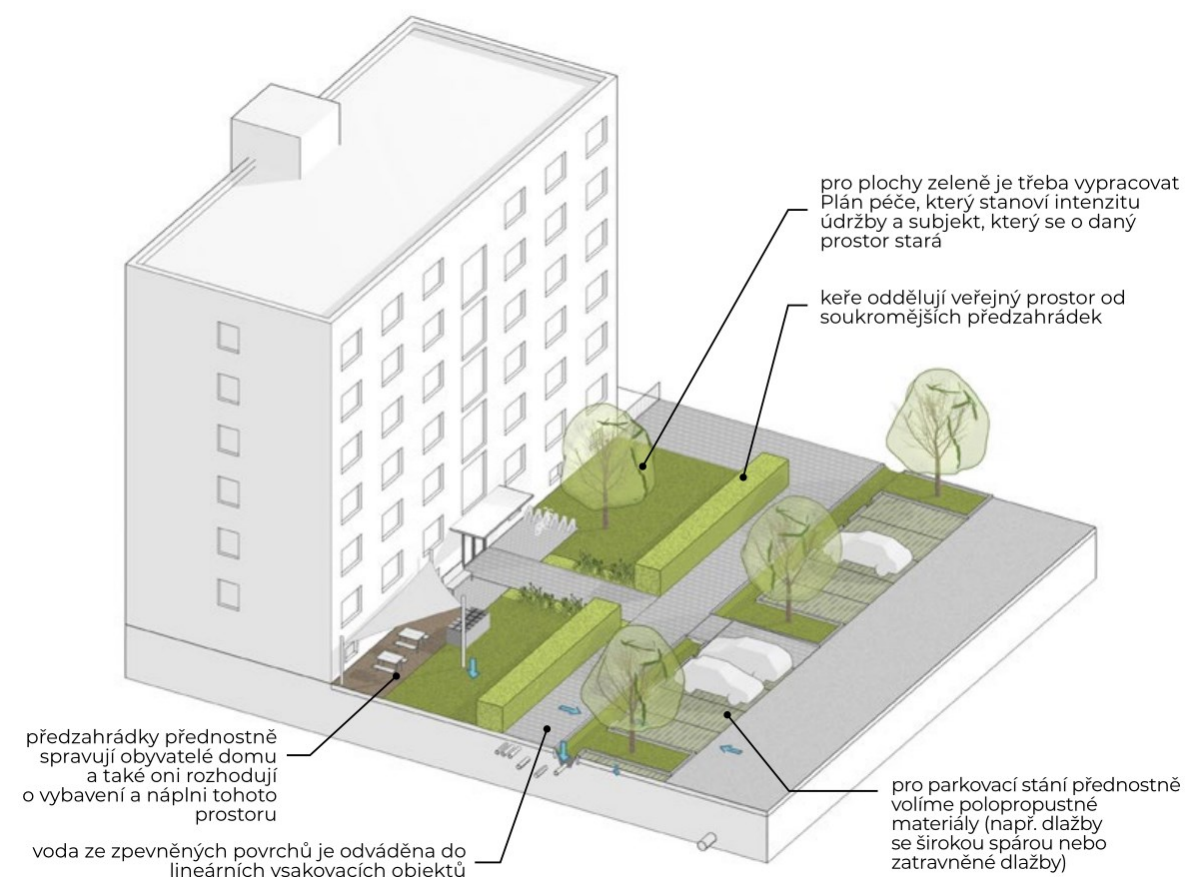 pro plochy zeleně je třeba vypracovat
Plán péče, který stanoví intenzitu
údržby a subjekt, který se o daný
prostor stará
keře oddělují veřejný prostor od
soukromějších předzahrádek
předzahrádky přednostně
spravují obyvatelé domu
a také oni rozhodují
o vybavení a náplni tohoto
prostoru
voda ze zpevněných povrchů je odváděna do
lineárních vsakovacích objektů
pro parkovací stání přednostně
volíme polopropustné
materiály (např. dlažby
se širokou spárou nebo
zatravněné dlažby)